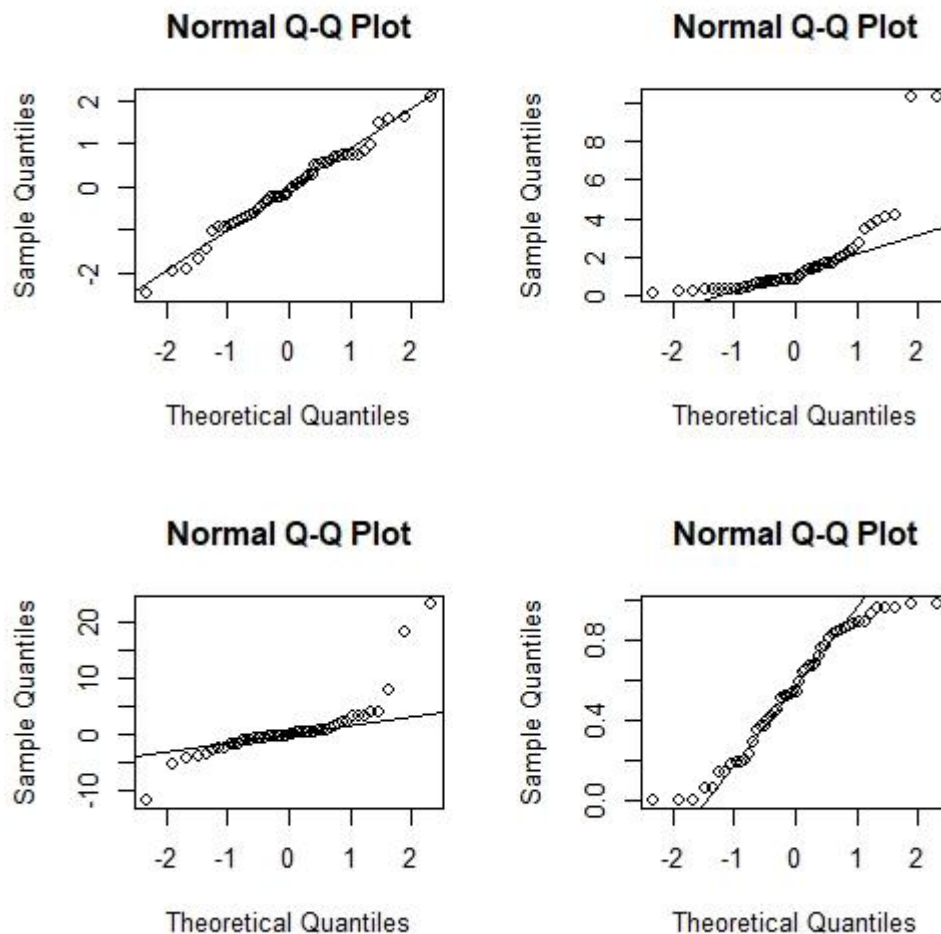 Normal Q-Q Plot
Sample Quantiles
2
1
0
-2
-2 -1 0 1 2
Theoretical Quantiles
Normal Q-Q Plot
Sample Quantiles
8
6
4
2
0
-2 -1 0 1 2
Theoretical Quantiles
Normal Q-Q Plot
Sample Quantiles
20
10
0
-10
-2 -1 0 1 2
Theoretical Quantiles
Normal Q-Q Plot
Sample Quantiles
0.8
0.4
0.0
-2 -1 0 1 2
Theoretical Quantiles